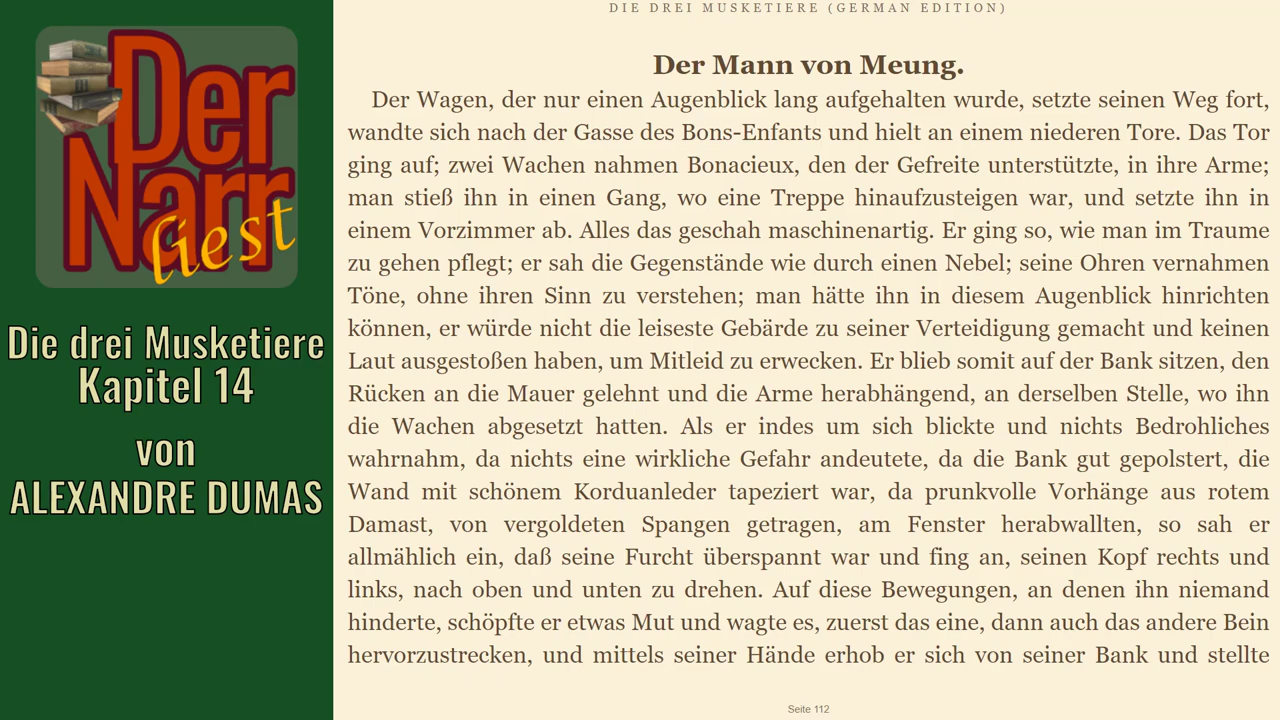 Der
Narr
liest
Die drei Musketiere
Kapitel 14
von
ALEXANDRE DUMAS
DIE DREI MUSKETIERE (GERMAN EDITION)
Der Mann von Meung.
Der Wagen, der nur einen Augenblick lang aufgehalten wurde, setzte seinen Weg fort,
wandte sich nach der Gasse des Bons-Enfants und hielt an einem niederen Tore. Das Tor
ging auf; zwei Wachen nahmen Bonacieux, den der Gefreite unterstützte, in ihre Arme;
man stieß ihn in einen Gang, wo eine Treppe hinaufzusteigen war, und setzte ihn in
einem Vorzimmer ab. Alles das geschah maschinenartig. Er ging so, wie man im Traume
zu gehen pflegt; er sah die Gegenstände wie durch einen Nebel; seine Ohren vernahmen
Töne, ohne ihren Sinn zu verstehen; man hätte ihn in diesem Augenblick hinrichten
können, er würde nicht die leiseste Gebärde zu seiner Verteidigung gemacht und keinen
Laut ausgestoßen haben, um Mitleid zu erwecken. Er blieb somit auf der Bank sitzen, den
Rücken an die Mauer gelehnt und die Arme herabhängend, an derselben Stelle, wo ihn
die Wachen abgesetzt hatten. Als er indes um sich blickte und nichts Bedrohliches
wahrnahm, da nichts eine wirkliche Gefahr andeutete, da die Bank gut gepolstert, die
Wand mit schönem Korduanleder tapeziert war, da prunkvolle Vorhänge aus rotem
Damast, von vergoldeten Spangen getragen, am Fenster herabwallten, so sah er
allmählich ein, daß seine Furcht überspannt war und fing an, seinen Kopf rechts und
links, nach oben und unten zu drehen. Auf diese Bewegungen, an denen ihn niemand
hinderte, schöpfte er etwas Mut und wagte es, zuerst das eine, dann auch das andere Bein
hervorzustrecken, und mittels seiner Hände erhob er sich von seiner Bank und stellte
Seite 112